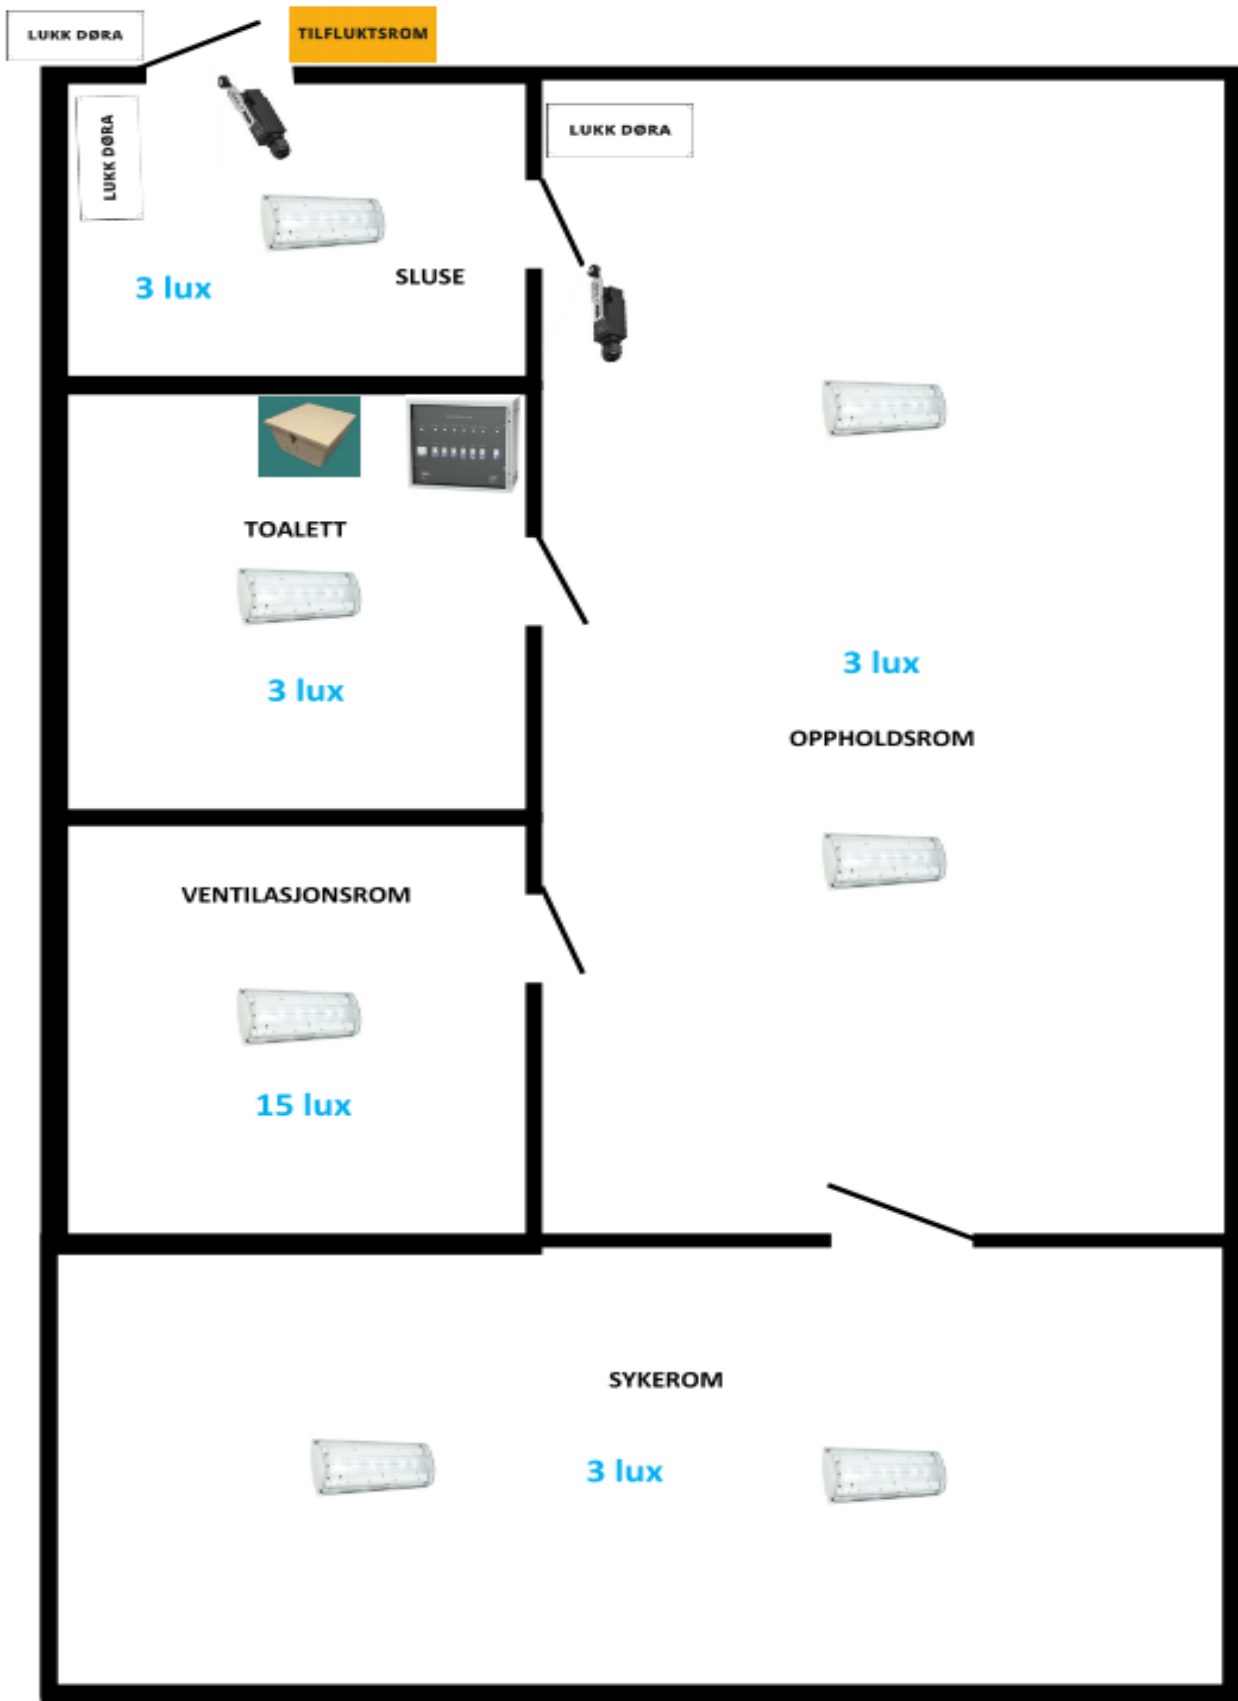 LUKK DØRA
TILFLUKTSROM
LUKK DØRA
LUKK DØRA
SLUSE
3 lux
TOALETT
3 lux
3 lux
OPPHOLDSROM
VENTILASJONSROM
15 lux
SYKEROM
3 lux